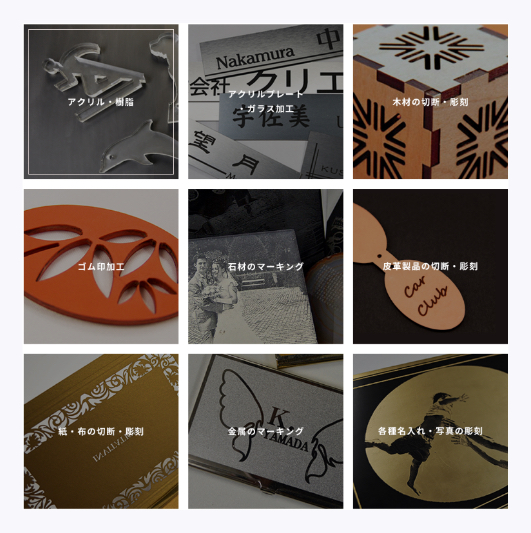 アクリル・樹脂
Nakamura
中
会社 クリエ
アクリルプレート
・ガラス加工
宇佐美
望月
木材の切断・彫刻
ゴム印加工
石材のマーキング
皮革製品の切断・彫刻
Car
Club
紙・布の切断・彫刻
金属のマーキング
K
YAMADA
各種名入れ・写真の彫刻